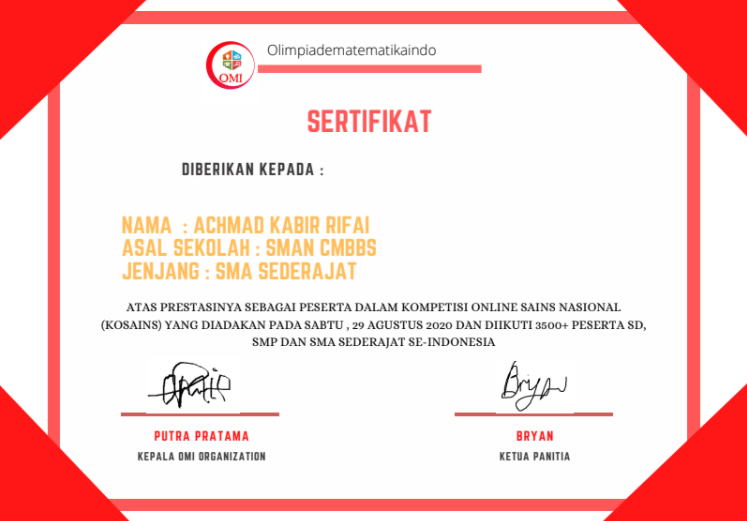 Olimpiadematematikaindo
OMI
SERTIFIKAT
DIBERIKAN KEPADA :
NAMA : ACHMAD KABIR RIFAI
ASAL SEKOLAH : SMAN CMBBS
JENJANG : SMA SEDERAJAT
ATAS PRESTASINYA SEBAGAI PESERTA DALAM KOMPETISI ONLINE SAINS NASIONAL
(KOSAINS) YANG DIADAKAN PADA SABTU , 29 AGUSTUS 2020 DAN DIIKUTI 3500+ PESERTA SD,
SMP DAN SMA SEDERAJAT SE-INDONESIA
Bryan
PUTRA PRATAMA
BRYAN
KEPALA OMI ORGANIZATION
KETUA PANITIA